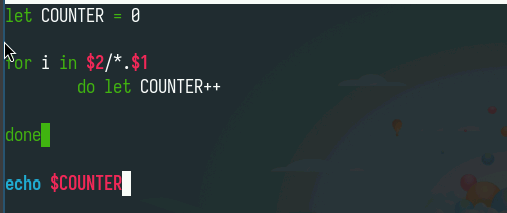 let COUNTER = 0
for i in $2/*.$1
do let COUNTER++
done
echo $COUNTER